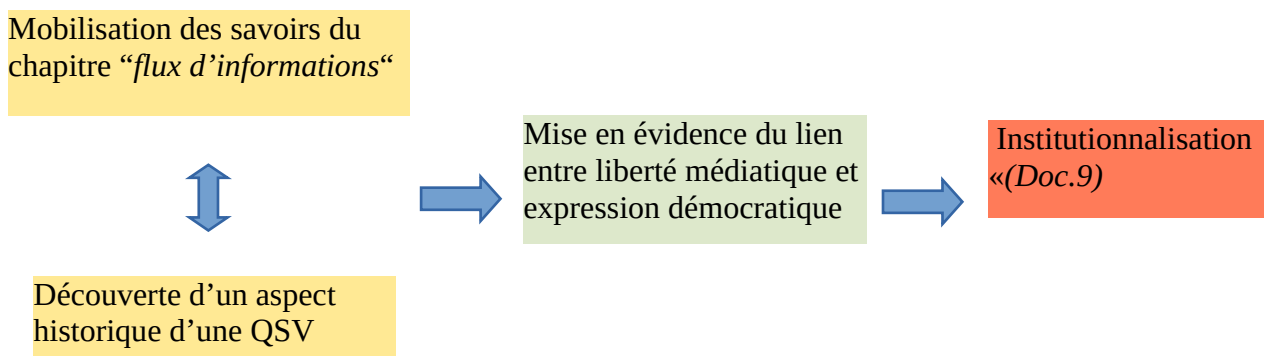 Mobilisation des savoirs du
chapitre “flux d’informations“
Découverte d’un aspect
historique d’une QSV
Mise en évidence du lien
entre liberté médiatique et
expression démocratique
Institutionnalisation
«(Doc.9)